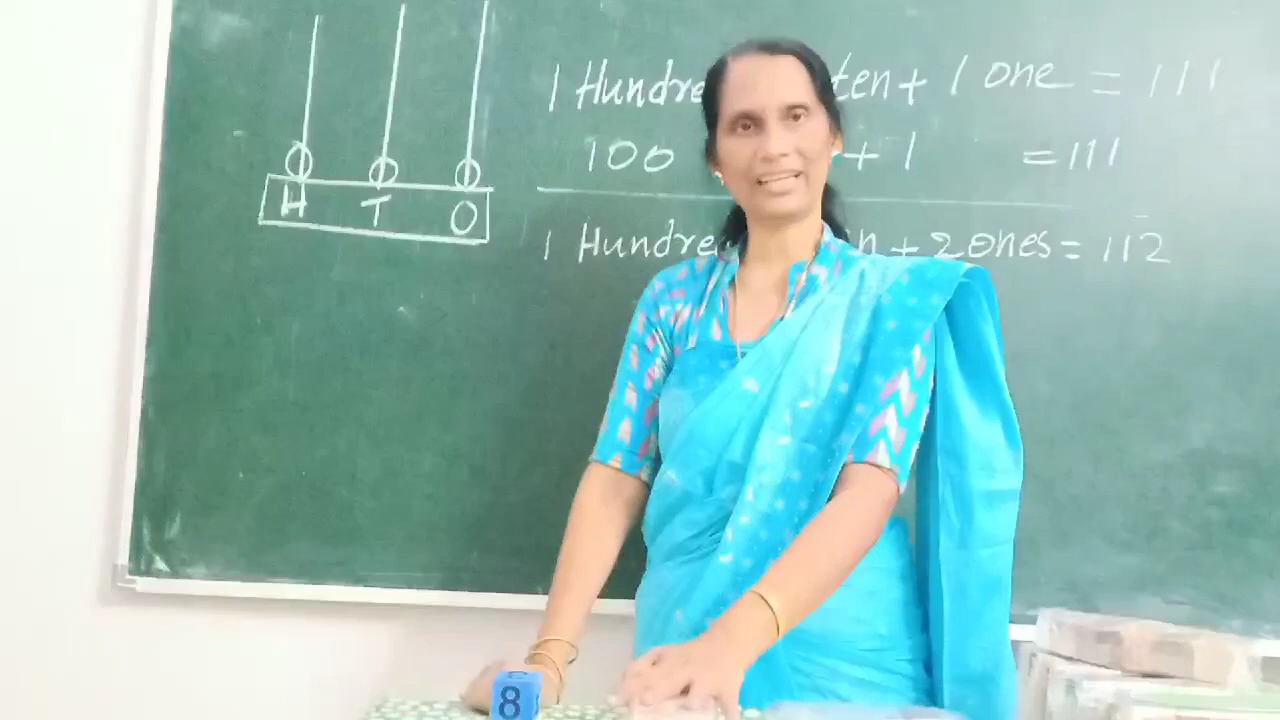 H T O
1 Hundre ten + 1 one = 111
100 + 1 = 111
1 Hundre n + 2 ones = 112
8